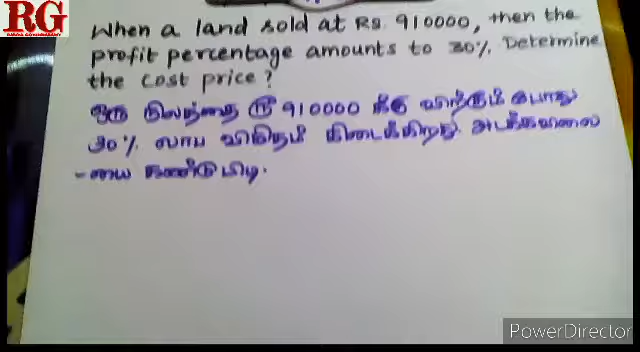 RG
When a land sold at Rs. 910000, then the
profit percentage amounts to 30%. Determine
the cost price?
ஒரு நிலத்தை ரூ 910000 க்கு விற்கும் போது
30% லாப விகிதம் கிடைக்கிறது. அடக்கவிலை
-யை கண்டுபிடி.
PowerDirector